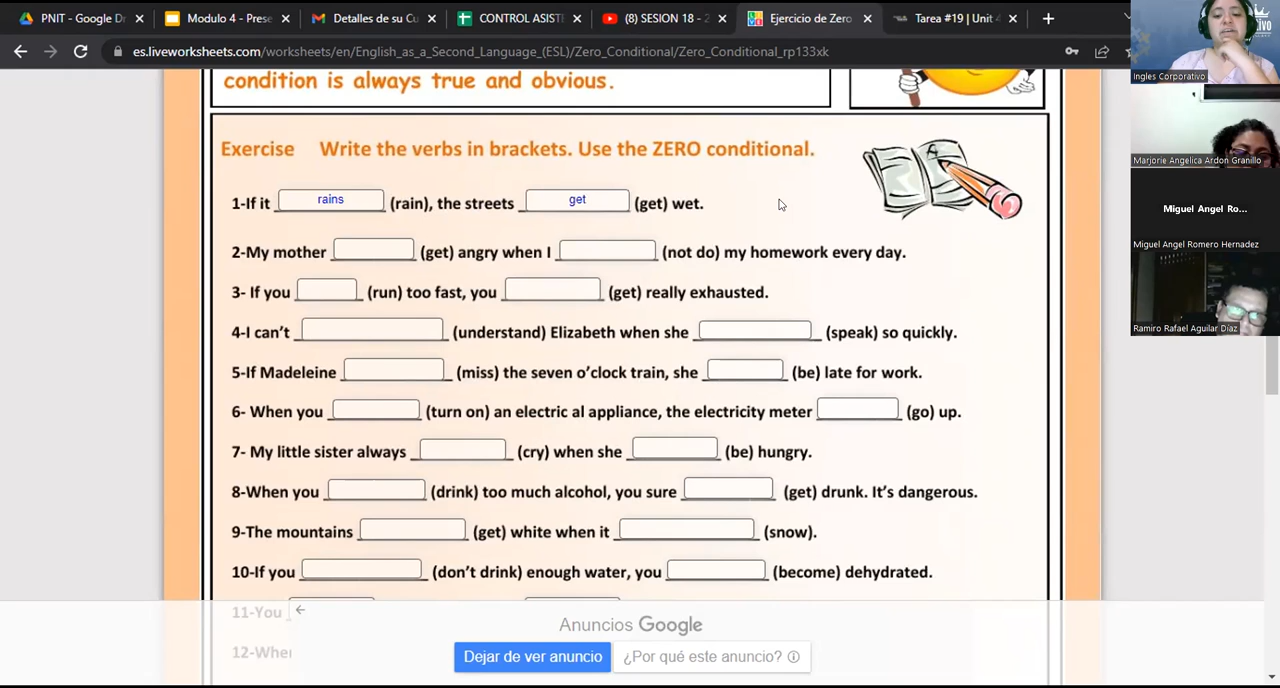 PNIT - Google Dr
Modulo 4 - Prese
Detalles de su Cu
CONTROL ASIST
(8) SESION 18 - 2
Ejercicio de Zero
Tarea #19 | Unit
es.liveworksheets.com/worksheets/en/English_as_a_Second_Language_(ESL)/Zero_Conditional/Zero_Conditional_rp133xk
condition is always true and obvious.
Exercise Write the verbs in brackets. Use the ZERO conditional.
1-If it rains (rain), the streets get (get) wet.
2-My mother (get) angry when I (not do) my homework every day.
3- If you (run) too fast, you (get) really exhausted.
4-I can't (understand) Elizabeth when she (speak) so quickly.
5-If Madeleine (miss) the seven o'clock train, she (be) late for work.
6- When you (turn on) an electric al appliance, the electricity meter (go) up.
7- My little sister always (cry) when she (be) hungry.
8-When you (drink) too much alcohol, you sure (get) drunk. It's dangerous.
9-The mountains (get) white when it (snow).
10-If you (don't drink) enough water, you (become) dehydrated.
11-You
12-When
Anuncios Google
Dejar de ver anuncio
¿Por qué este anuncio?
Ingles Corporativo
Marjorie Angelica Ardon Granillo
Miguel Angel Ro...
Miguel Angel Romero Hernadez
Ramiro Rafael Aguilar Díaz